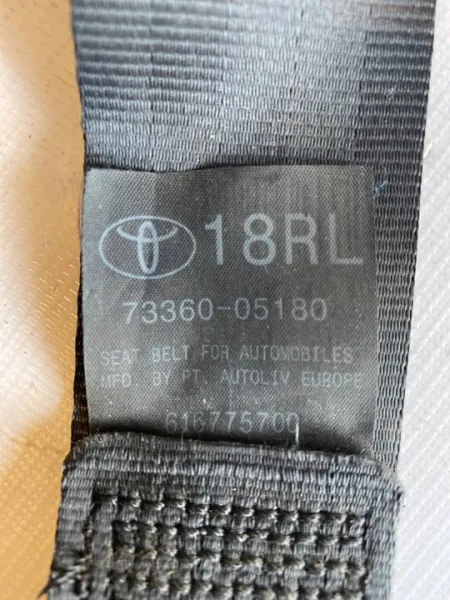 18RL
73360-05180
SEAT BELT FOR AUTOMOBILES
MFD. BY PT. AUTOLIV EUROPE
616775700